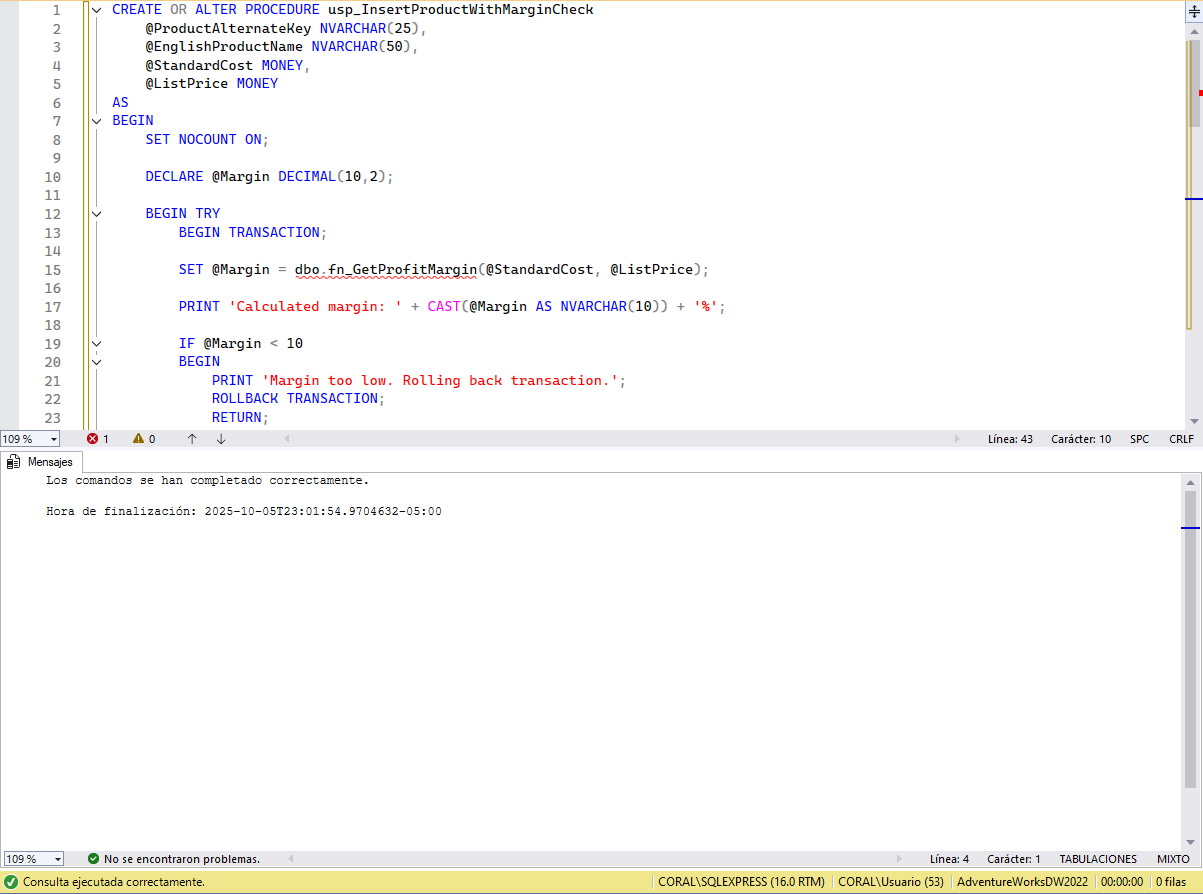 1 CREATE OR ALTER PROCEDURE usp_InsertProductWithMarginCheck
2 @ProductAlternateKey NVARCHAR(25),
3 @EnglishProductName NVARCHAR(50),
4 @StandardCost MONEY,
5 @ListPrice MONEY
6 AS
7 BEGIN
8 SET NOCOUNT ON;
9
10 DECLARE @Margin DECIMAL(10,2);
11
12 BEGIN TRY
13 BEGIN TRANSACTION;
14
15 SET @Margin = dbo.fn_GetProfitMargin(@StandardCost, @ListPrice);
16
17 PRINT 'Calculated margin: ' + CAST(@Margin AS NVARCHAR(10)) + '%';
18
19 IF @Margin < 10
20 BEGIN
21 PRINT 'Margin too low. Rolling back transaction.';
22 ROLLBACK TRANSACTION;
23 RETURN;
109 % 1 0 Línea: 43 Carácter: 10 SPC CRLF
Mensajes
Los comandos se han completado correctamente.
Hora de finalización: 2025-10-05T23:01:54.9704632-05:00
109 % No se encontraron problemas. Línea: 4 Carácter: 1 TABULACIONES MIXTO
Consulta ejecutada correctamente. CORAL\SQLEXPRESS (16.0 RTM) CORAL\Usuario (53) AdventureWorksDW2022 00:00:00 0 filas